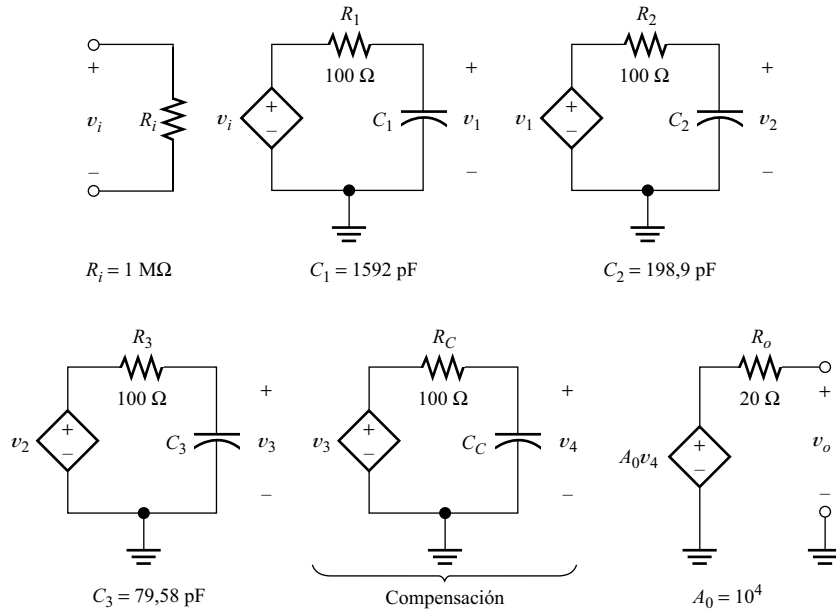 R1
R2
100 Ω
100 Ω
+
+
+
vi
Ri
vi
+
−
C1
v1
v1
+
−
C2
v2
−
−
−
Ri = 1 MΩ
C1 = 1592 pF
C2 = 198,9 pF
R3
RC
Ro
100 Ω
100 Ω
20 Ω
+
+
+
v2
+
−
C3
v3
v3
+
−
CC
v4
A0v4
+
−
vo
−
−
−
C3 = 79,58 pF
Compensación
A0 = 10^4